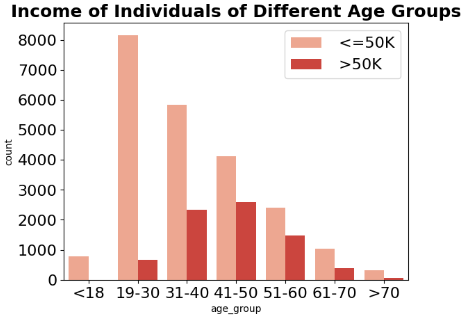 Income of Individuals of Different Age Groups
<=50K
>50K
8000
7000
6000
5000
4000
3000
2000
1000
0
count
<18 19-30 31-40 41-50 51-60 61-70 >70
age_group